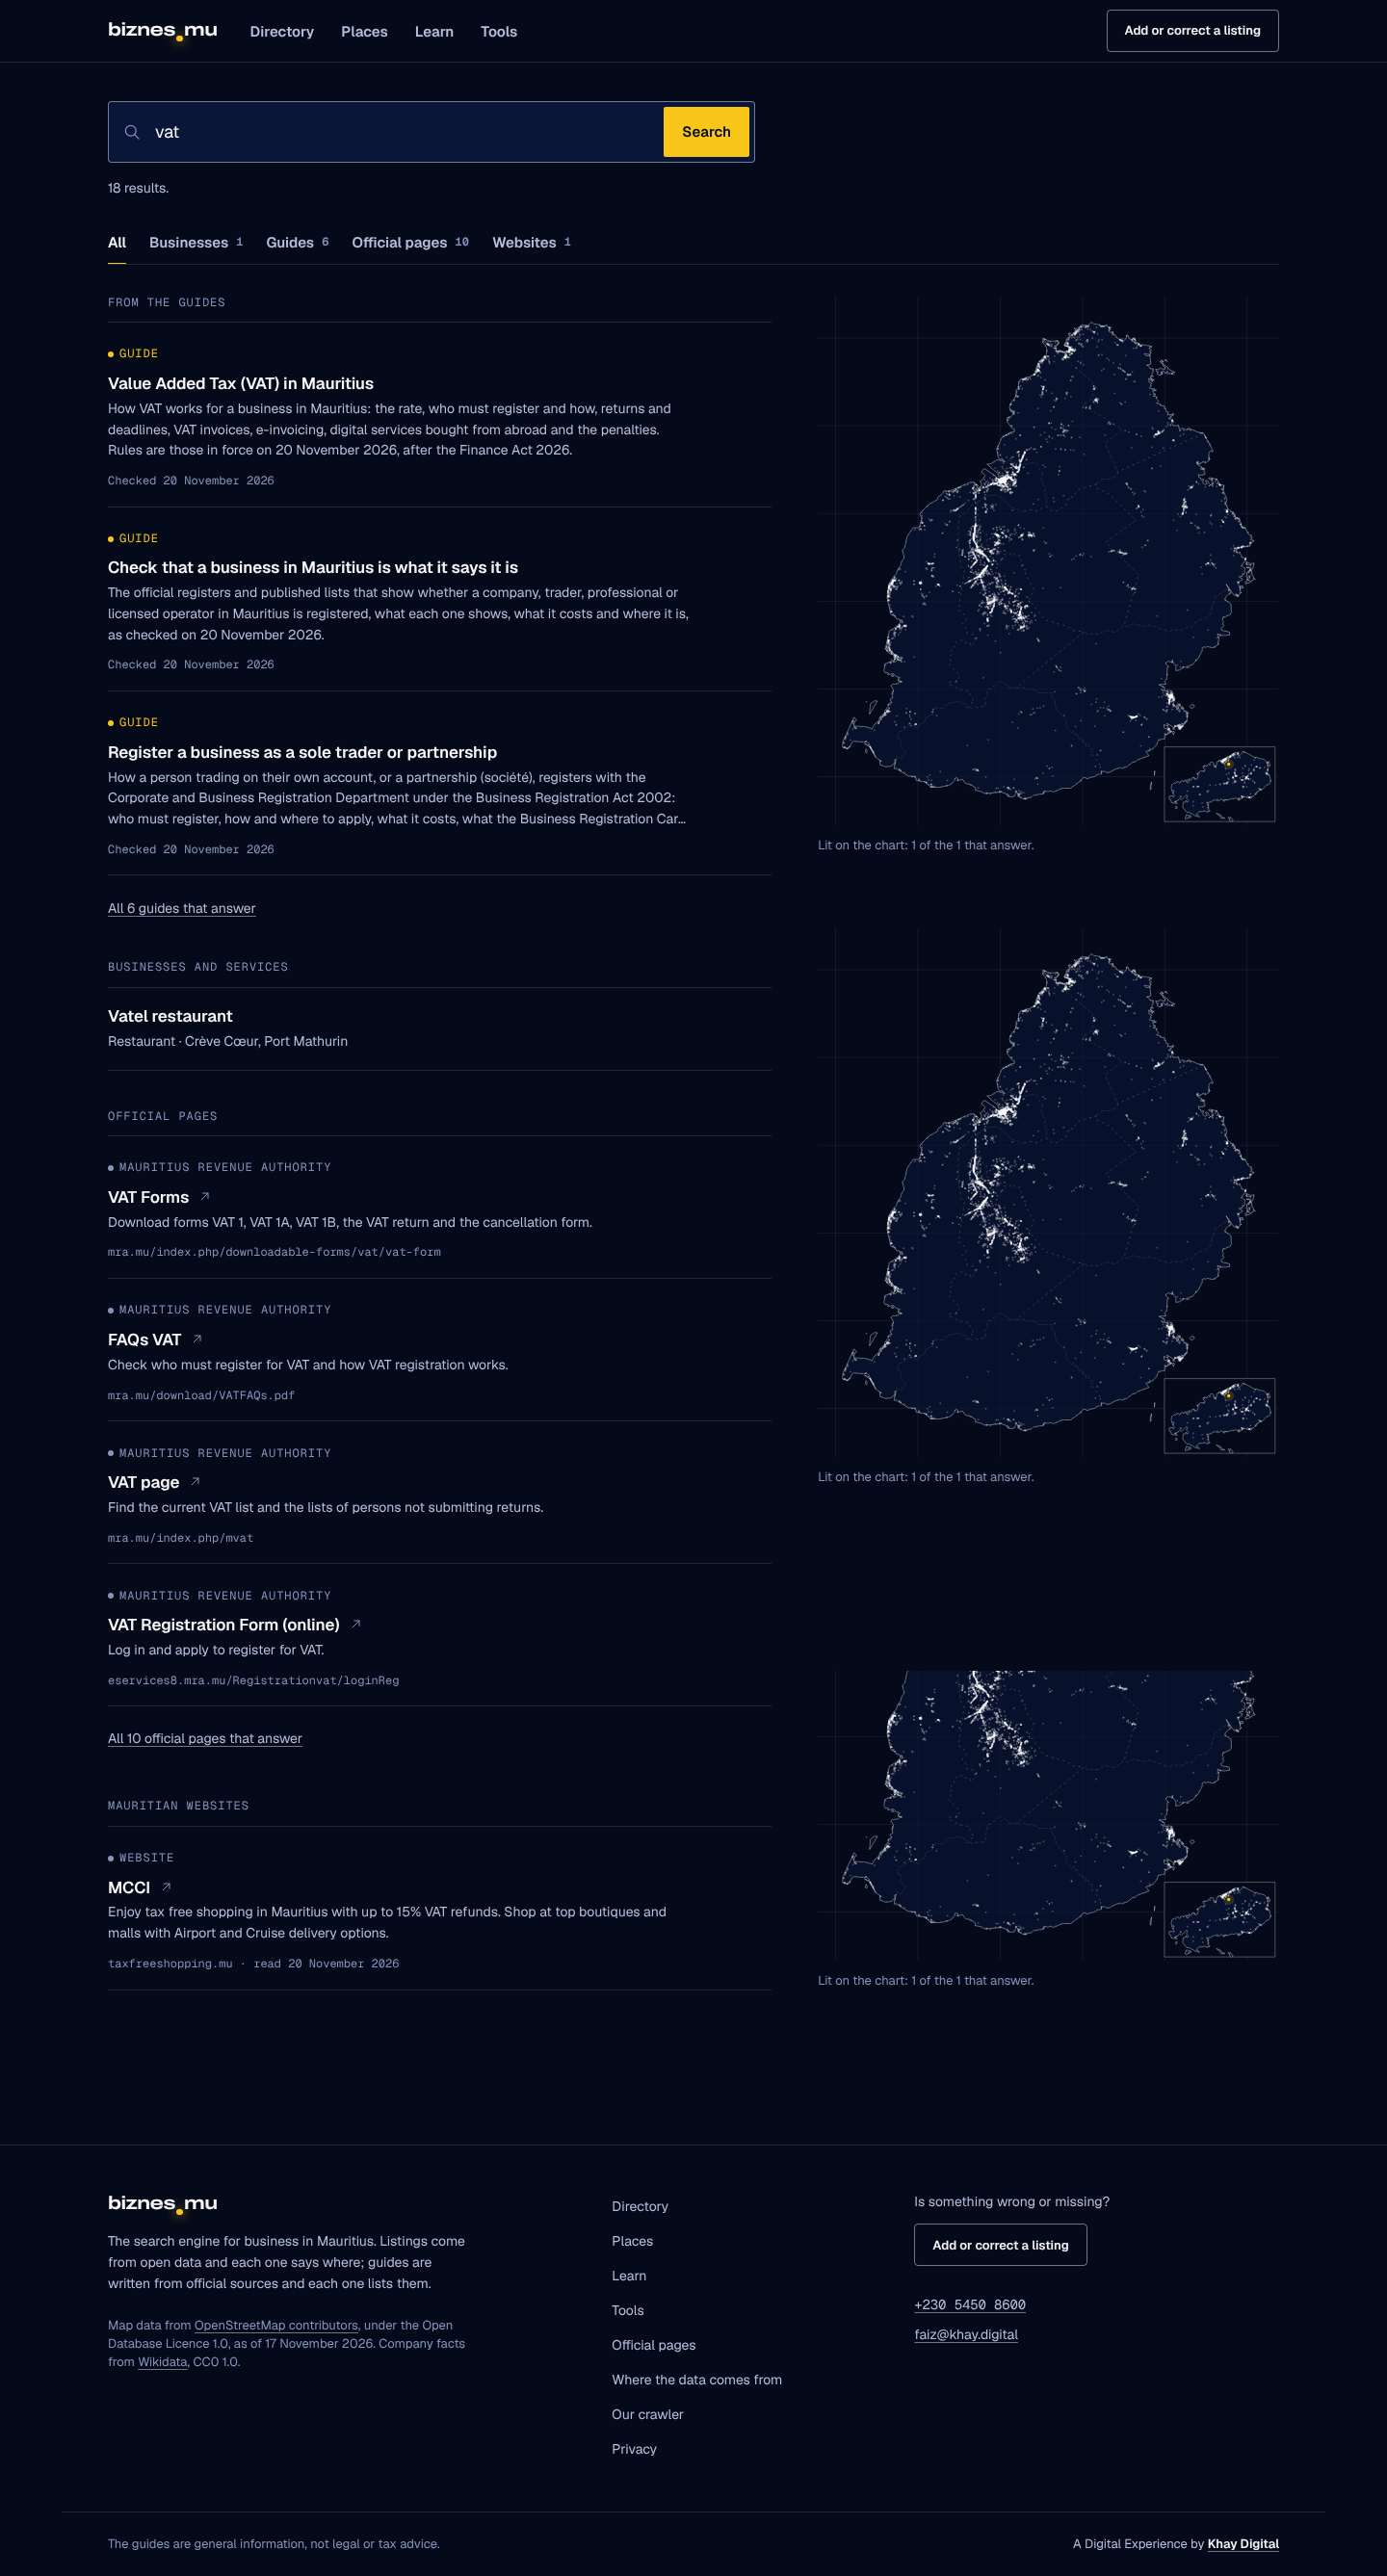 biznes.mu
Directory
Places
Learn
Tools
Add or correct a listing
vat
Search
18 results.
All
Businesses 1
Guides 6
Official pages 10
Websites 1
FROM THE GUIDES
GUIDE
Value Added Tax (VAT) in Mauritius
How VAT works for a business in Mauritius: the rate, who must register and how, returns and
deadlines, VAT invoices, e-invoicing, digital services bought from abroad and the penalties.
Rules are those in force on 20 November 2026, after the Finance Act 2026.
Checked 20 November 2026
GUIDE
Check that a business in Mauritius is what it says it is
The official registers and published lists that show whether a company, trader, professional or
licensed operator in Mauritius is registered, what each one shows, what it costs and where it is,
as checked on 20 November 2026.
Checked 20 November 2026
GUIDE
Register a business as a sole trader or partnership
How a person trading on their own account, or a partnership (société), registers with the
Corporate and Business Registration Department under the Business Registration Act 2002:
who must register, how and where to apply, what it costs, what the Business Registration Car...
Checked 20 November 2026
All 6 guides that answer
Lit on the chart: 1 of the 1 that answer.
BUSINESSES AND SERVICES
Vatel restaurant
Restaurant · Crève Cœur, Port Mathurin
OFFICIAL PAGES
MAURITIUS REVENUE AUTHORITY
VAT Forms ↗
Download forms VAT 1, VAT 1A, VAT 1B, the VAT return and the cancellation form.
mra.mu/index.php/downloadable-forms/vat/vat-form
MAURITIUS REVENUE AUTHORITY
FAQs VAT ↗
Check who must register for VAT and how VAT registration works.
mra.mu/download/VATFAQs.pdf
MAURITIUS REVENUE AUTHORITY
VAT page ↗
Find the current VAT list and the lists of persons not submitting returns.
mra.mu/index.php/mvat
Lit on the chart: 1 of the 1 that answer.
MAURITIUS REVENUE AUTHORITY
VAT Registration Form (online) ↗
Log in and apply to register for VAT.
eservices8.mra.mu/Registrationvat/loginReg
All 10 official pages that answer
MAURITIAN WEBSITES
WEBSITE
MCCI ↗
Enjoy tax free shopping in Mauritius with up to 15% VAT refunds. Shop at top boutiques and
malls with Airport and Cruise delivery options.
taxfreeshopping.mu · read 20 November 2026
Lit on the chart: 1 of the 1 that answer.
biznes.mu
The search engine for business in Mauritius. Listings come
from open data and each one says where; guides are
written from official sources and each one lists them.
Map data from OpenStreetMap contributors, under the Open
Database Licence 1.0, as of 17 November 2026. Company facts
from Wikidata, CC0 1.0.
Directory
Places
Learn
Tools
Official pages
Where the data comes from
Our crawler
Privacy
Is something wrong or missing?
Add or correct a listing
+230 5450 8600
faiz@khay.digital
The guides are general information, not legal or tax advice.
A Digital Experience by Khay Digital